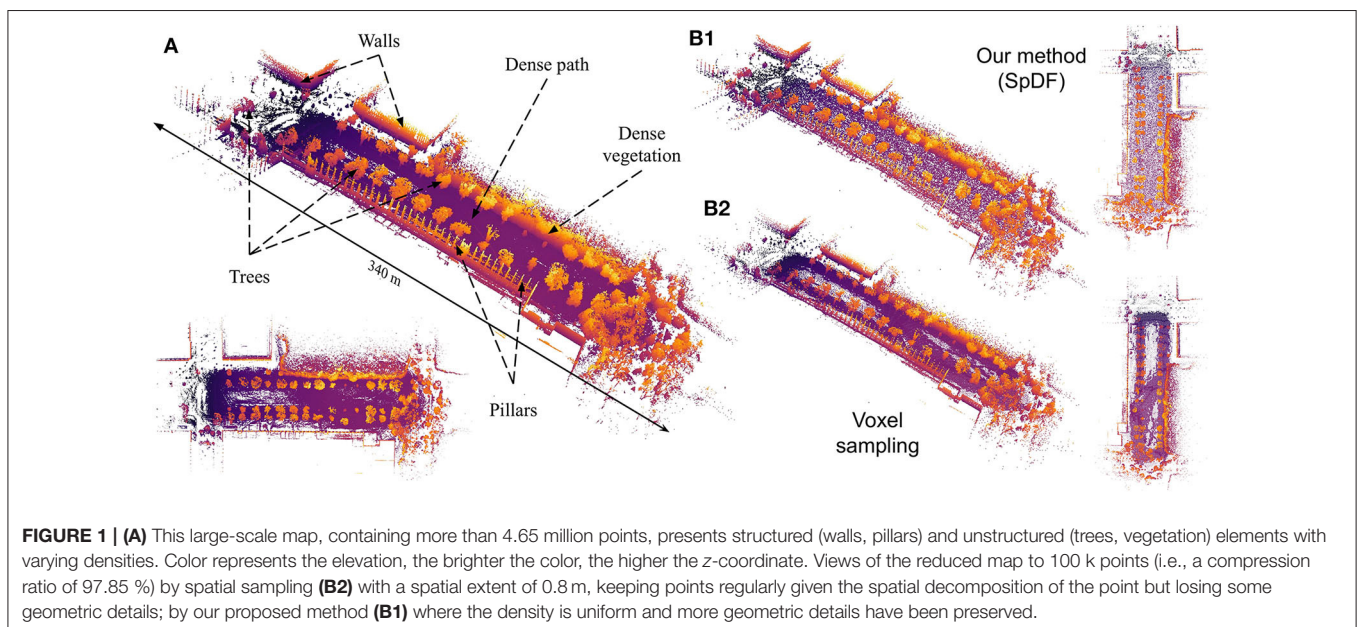 A
Walls
Dense path
Dense
vegetation
Trees
340 m
Pillars
B1
Our method
(SpDF)
B2
Voxel
sampling
FIGURE 1 | (A) This large-scale map, containing more than 4.65 million points, presents structured (walls, pillars) and unstructured (trees, vegetation) elements with
varying densities. Color represents the elevation, the brighter the color, the higher the z-coordinate. Views of the reduced map to 100 k points (i.e., a compression
ratio of 97.85 %) by spatial sampling (B2) with a spatial extent of 0.8 m, keeping points regularly given the spatial decomposition of the point but losing some
geometric details; by our proposed method (B1) where the density is uniform and more geometric details have been preserved.